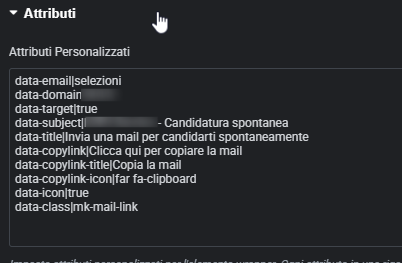 Attributi
Attributi Personalizzati
data-email|selezioni
data-domain
data-target|true
data-subject| - Candidatura spontanea
data-title|Invia una mail per candidarti spontaneamente
data-copylink|Clicca qui per copiare la mail
data-copylink-title|Copia la mail
data-copylink-icon|far fa-clipboard
data-icon|true
data-class|mk-mail-link